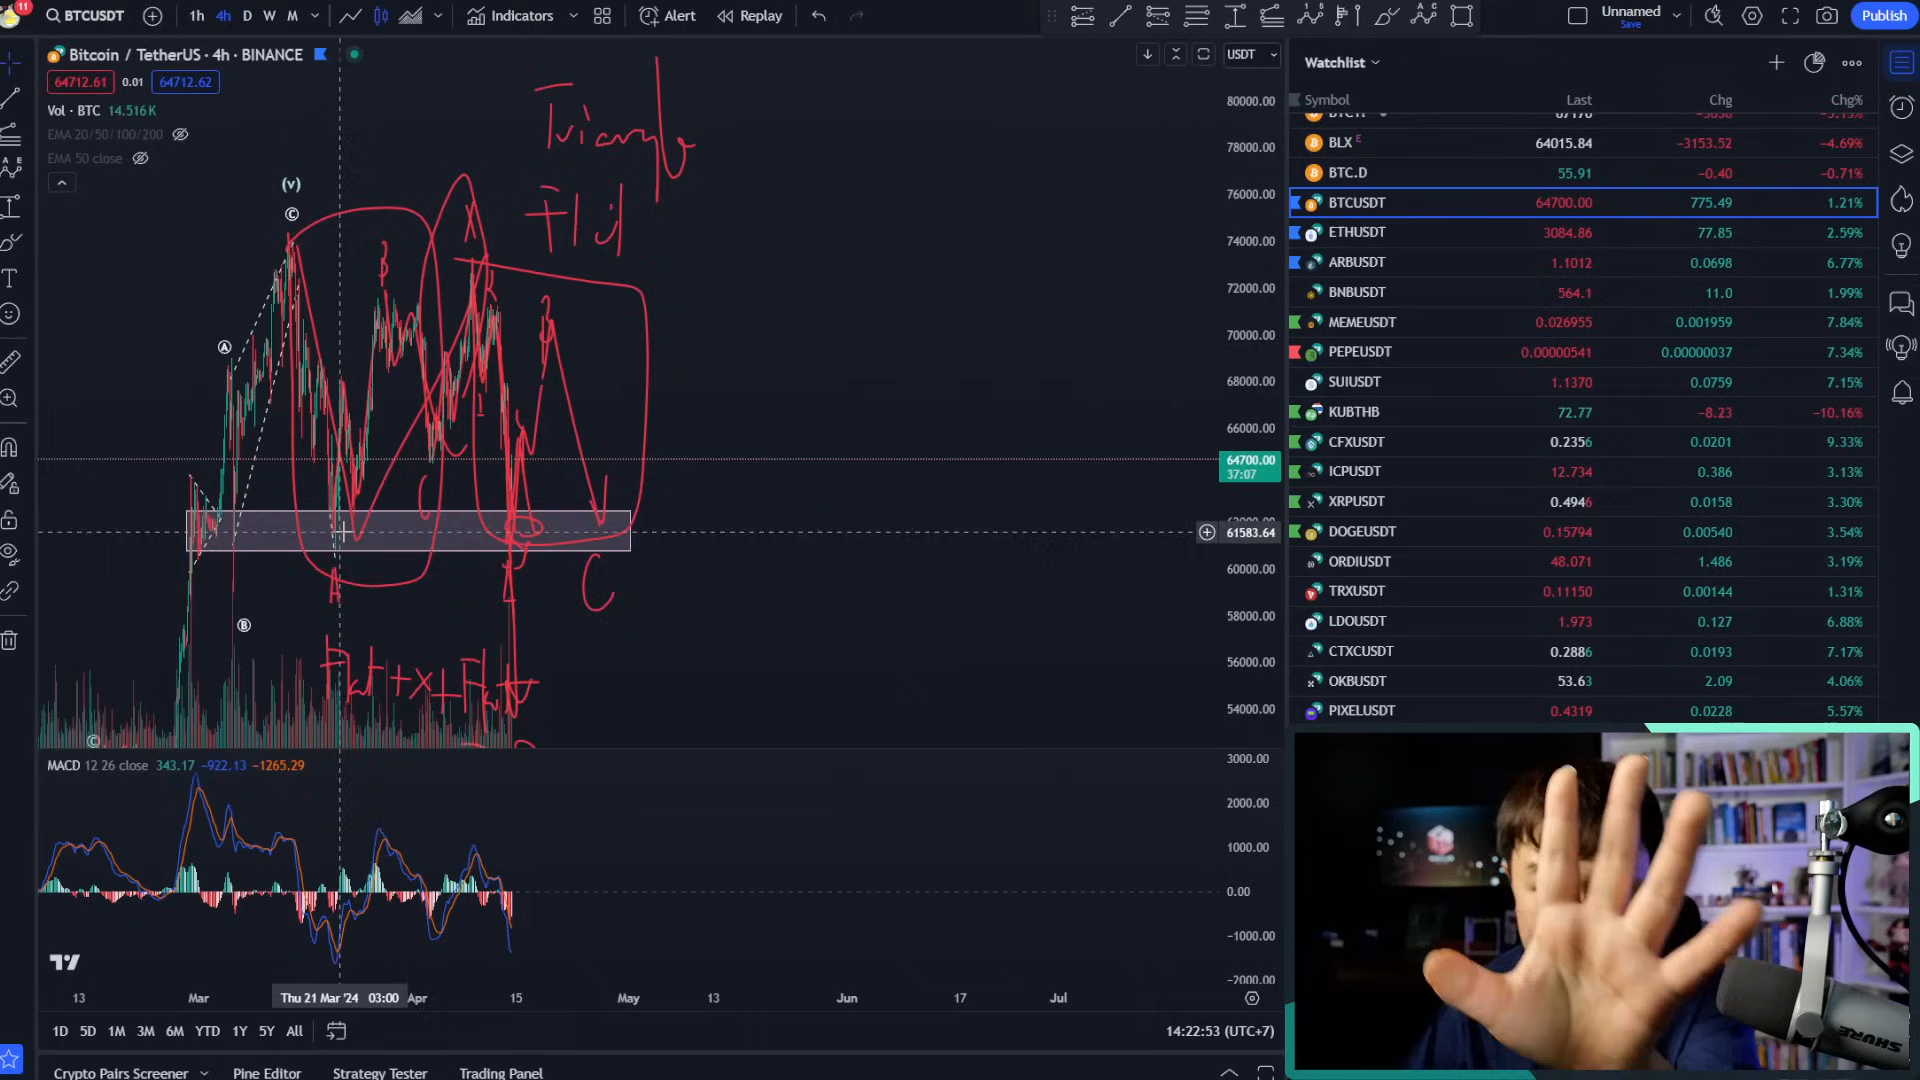 11
BTCUSDT
1h 4h D W M
Indicators
Alert
Replay
Unnamed
Save
Publish
Bitcoin / TetherUS · 4h · BINANCE
64712.61 0.01 64712.62
Vol · BTC 14.516K
EMA 20/50/100/200
EMA 50 close
USDT
80000.00
78000.00
76000.00
74000.00
72000.00
70000.00
68000.00
66000.00
64700.00
37:07
61583.64
60000.00
58000.00
56000.00
54000.00
(v)
C
A
B
C
Triangle
Flat
B
X
B
C
C
A
C
Flat + X + Flat
MACD 12 26 close 343.17 −922.13 −1265.29
3000.00
2000.00
1000.00
0.00
−1000.00
−2000.00
13 Mar Thu 21 Mar '24 03:00 Apr 15 May 13 Jun 17 Jul
1D 5D 1M 3M 6M YTD 1Y 5Y All
14:22:53 (UTC+7)
Crypto Pairs Screener Pine Editor Strategy Tester Trading Panel
Watchlist
Symbol Last Chg Chg%
BLX E 64015.84 −3153.52 −4.69%
BTC.D 55.91 −0.40 −0.71%
BTCUSDT 64700.00 775.49 1.21%
ETHUSDT 3084.86 77.85 2.59%
ARBUSDT 1.1012 0.0698 6.77%
BNBUSDT 564.1 11.0 1.99%
MEMEUSDT 0.026955 0.001959 7.84%
PEPEUSDT 0.00000541 0.00000037 7.34%
SUIUSDT 1.1370 0.0759 7.15%
KUBTHB 72.77 −8.23 −10.16%
CFXUSDT 0.2356 0.0201 9.33%
ICPUSDT 12.734 0.386 3.13%
XRPUSDT 0.4946 0.0158 3.30%
DOGEUSDT 0.15794 0.00540 3.54%
ORDIUSDT 48.071 1.486 3.19%
TRXUSDT 0.11150 0.00144 1.31%
LDOUSDT 1.973 0.127 6.88%
CTXCUSDT 0.2886 0.0193 7.17%
OKBUSDT 53.63 2.09 4.06%
PIXELUSDT 0.4319 0.0228 5.57%
SHURE